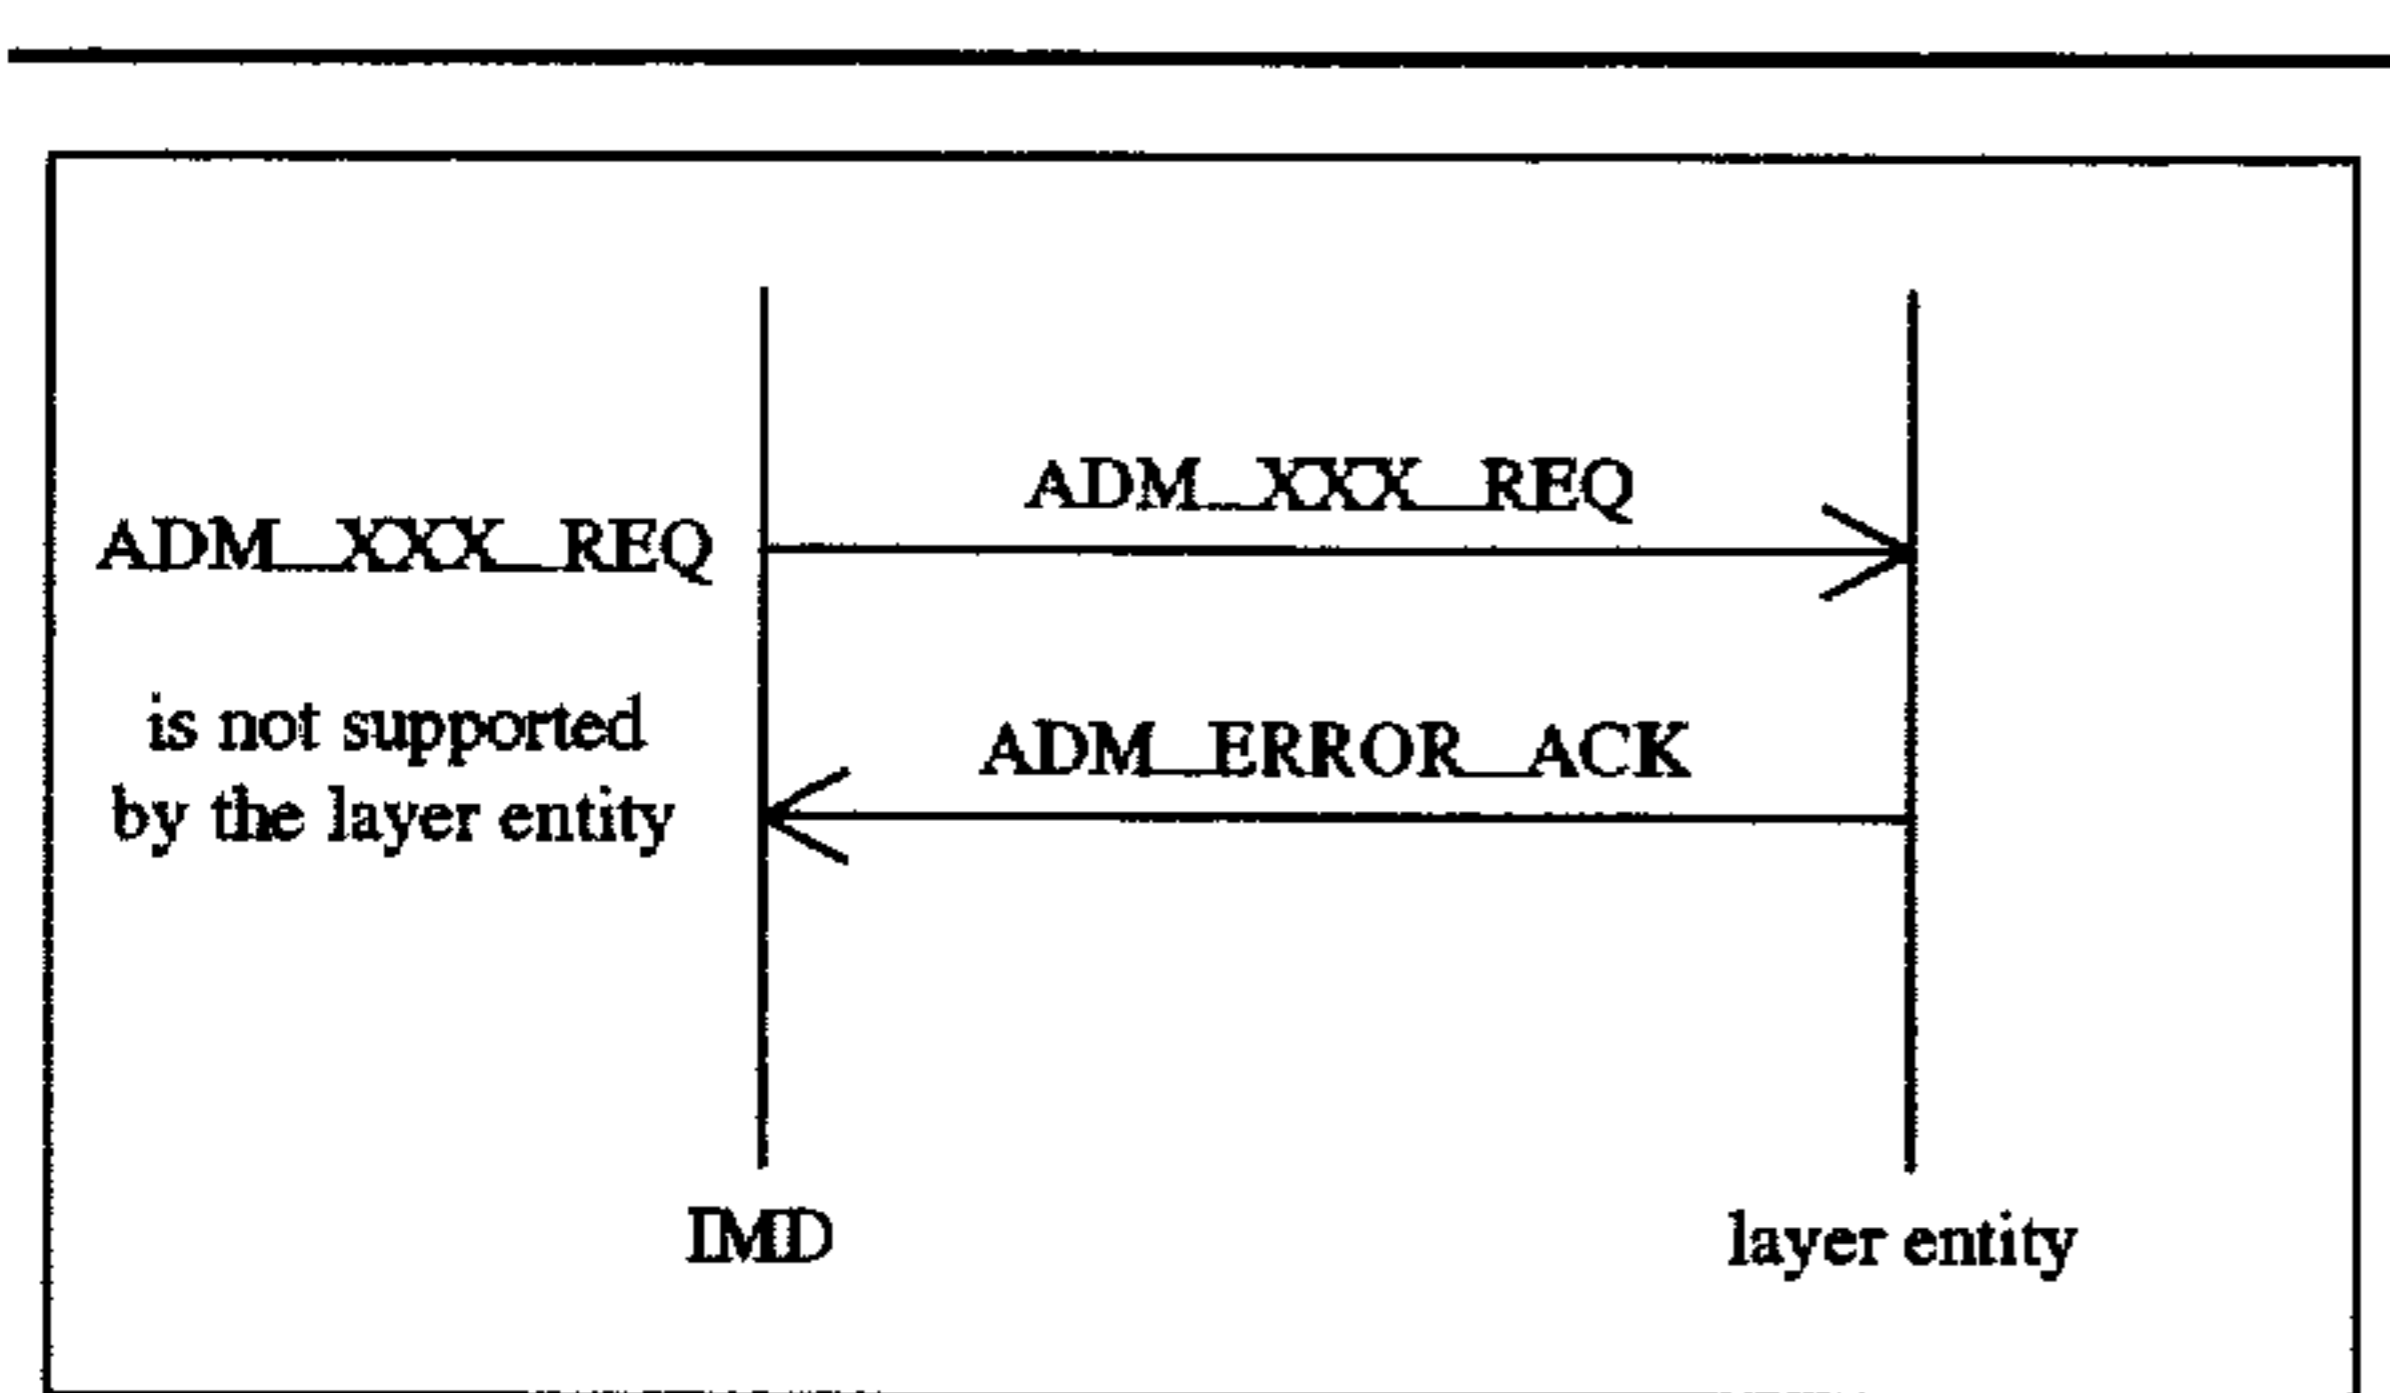 ADM_XXX_REQ
ADM_XXX_REQ
is not supported
by the layer entity
ADM_ERROR_ACK
IMD
layer entity